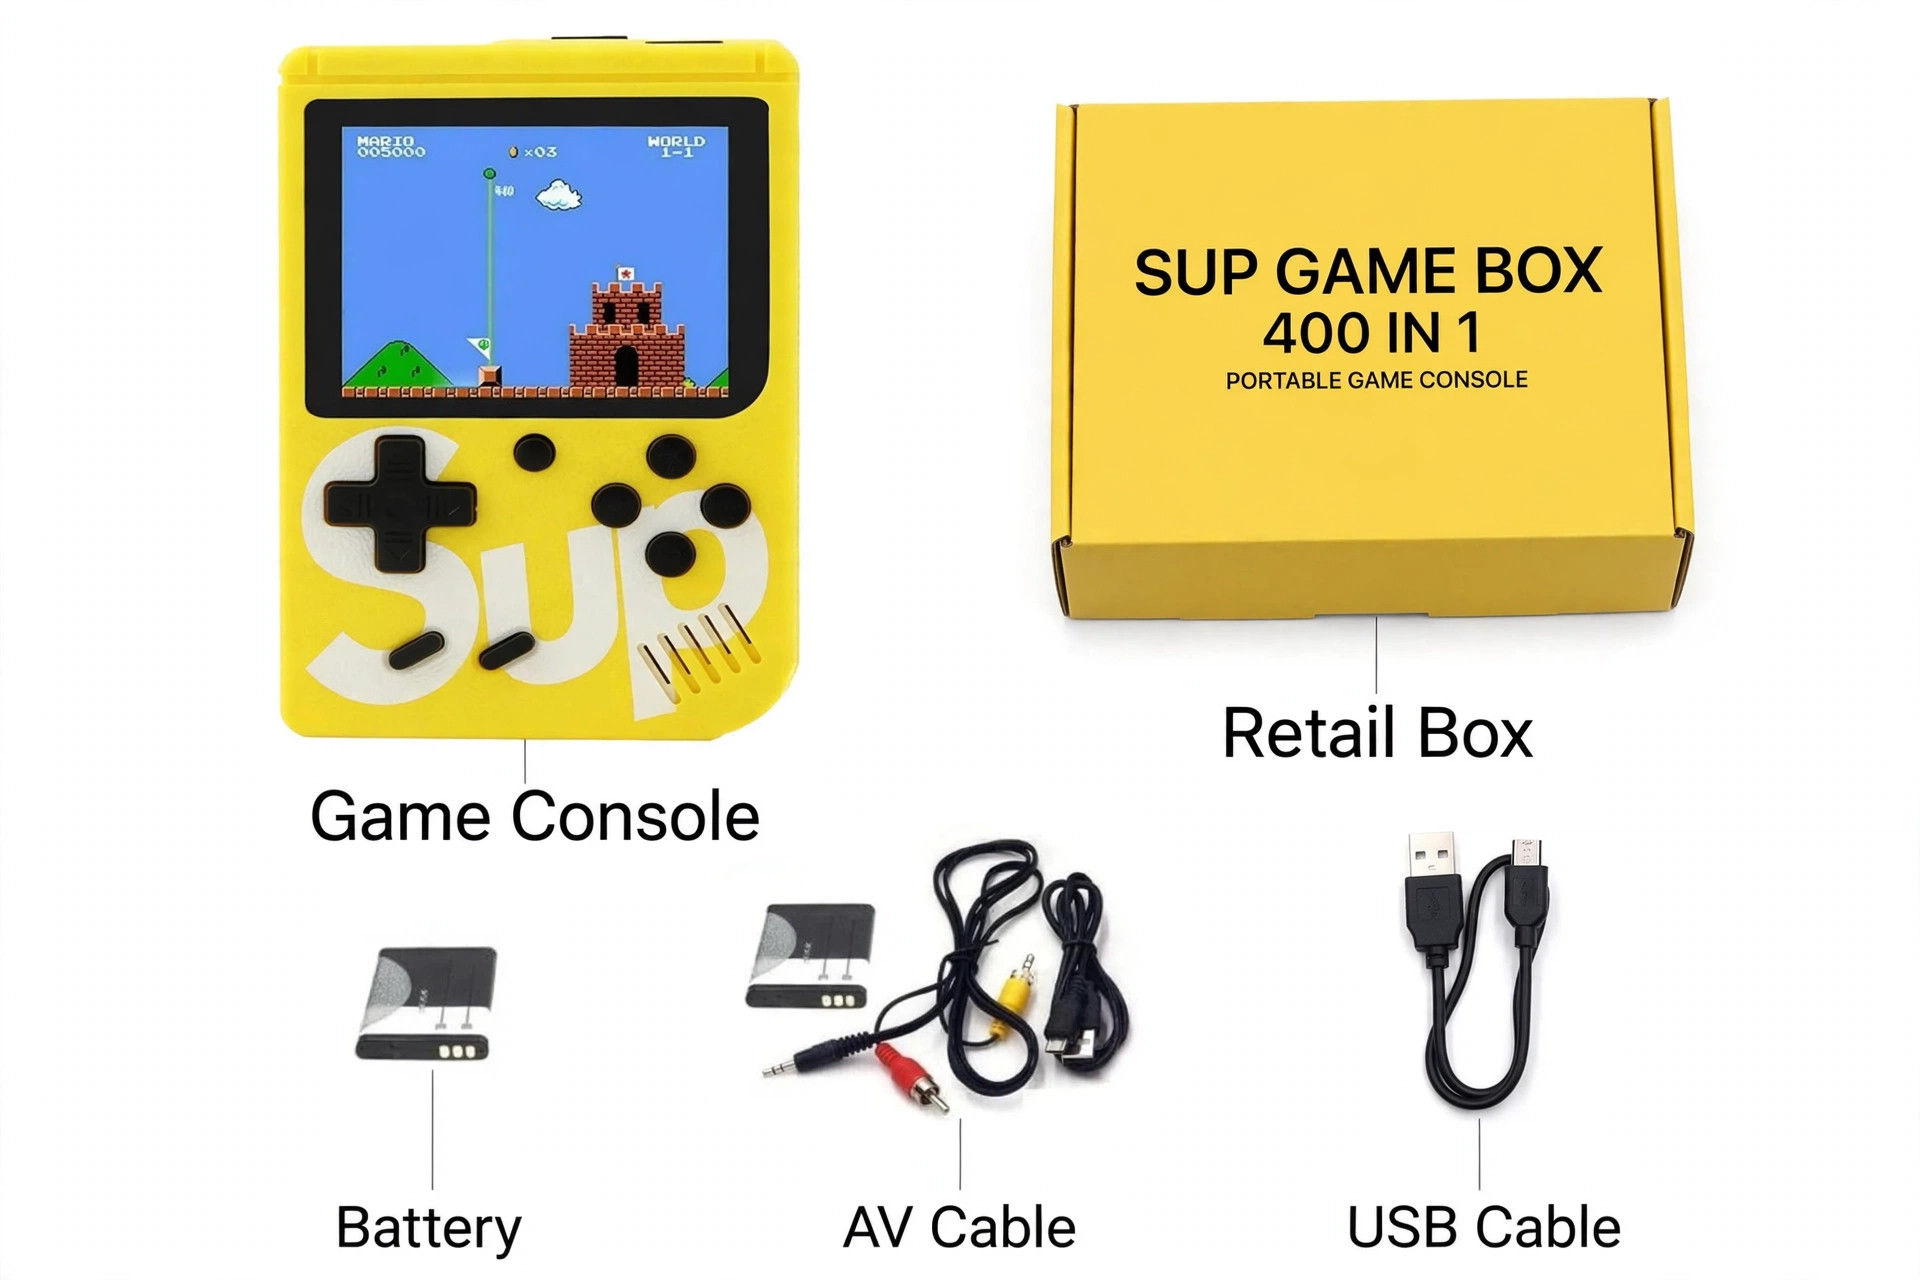 MARIO
005000
×03
WORLD
1-1
Sup
SUP GAME BOX
400 IN 1
PORTABLE GAME CONSOLE
Retail Box
Game Console
Battery
AV Cable
USB Cable